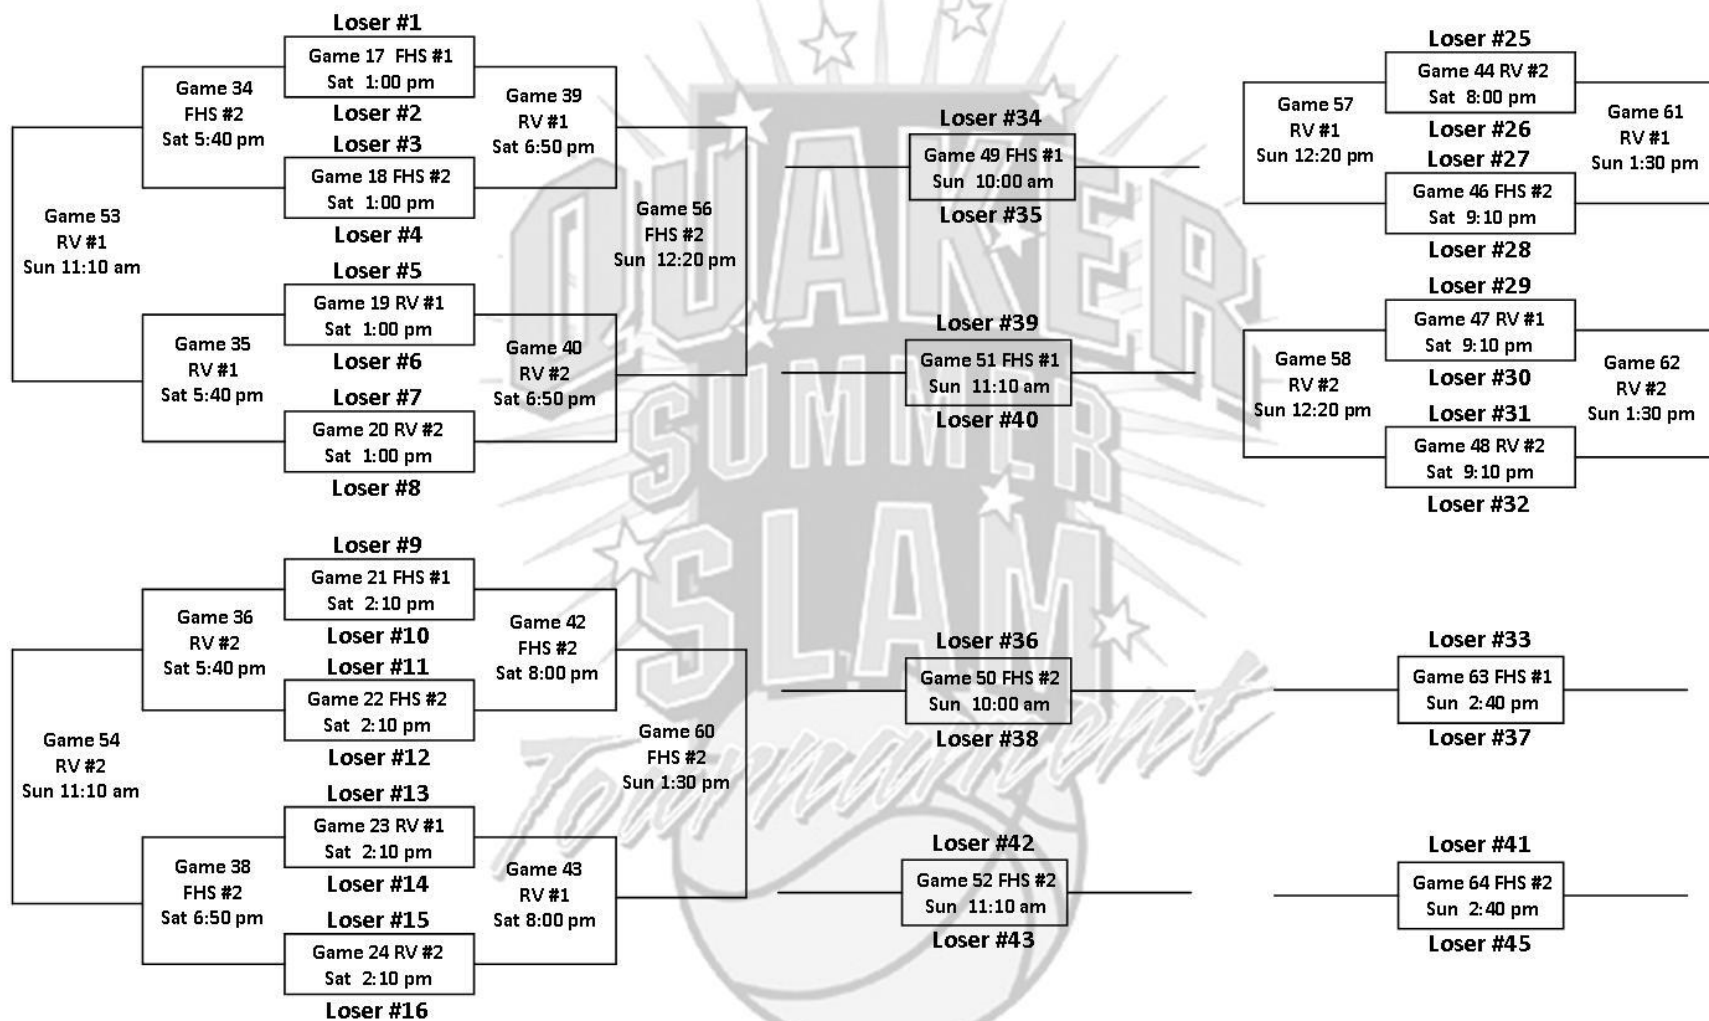 Loser #1
Game 17 FHS #1
Sat 1:00 pm
Loser #2
Game 34
FHS #2
Sat 5:40 pm
Game 39
RV #1
Sat 6:50 pm
Loser #3
Game 18 FHS #2
Sat 1:00 pm
Loser #4
Game 53
RV #1
Sun 11:10 am
Game 56
FHS #2
Sun 12:20 pm
Loser #5
Game 19 RV #1
Sat 1:00 pm
Loser #6
Game 35
RV #1
Sat 5:40 pm
Game 40
RV #2
Sat 6:50 pm
Loser #7
Game 20 RV #2
Sat 1:00 pm
Loser #8
Loser #9
Game 21 FHS #1
Sat 2:10 pm
Loser #10
Game 36
RV #2
Sat 5:40 pm
Game 42
FHS #2
Sat 8:00 pm
Loser #11
Game 22 FHS #2
Sat 2:10 pm
Loser #12
Game 54
RV #2
Sun 11:10 am
Game 60
FHS #2
Sun 1:30 pm
Loser #13
Game 23 RV #1
Sat 2:10 pm
Loser #14
Game 38
FHS #2
Sat 6:50 pm
Game 43
RV #1
Sat 8:00 pm
Loser #15
Game 24 RV #2
Sat 2:10 pm
Loser #16
QUAKER
SUMMER
SLAM
Tournament
Loser #34
Game 49 FHS #1
Sun 10:00 am
Loser #35
Loser #39
Game 51 FHS #1
Sun 11:10 am
Loser #40
Loser #36
Game 50 FHS #2
Sun 10:00 am
Loser #38
Loser #42
Game 52 FHS #2
Sun 11:10 am
Loser #43
Loser #25
Game 44 RV #2
Sat 8:00 pm
Loser #26
Game 57
RV #1
Sun 12:20 pm
Game 61
RV #1
Sun 1:30 pm
Loser #27
Game 46 FHS #2
Sat 9:10 pm
Loser #28
Loser #29
Game 47 RV #1
Sat 9:10 pm
Loser #30
Game 58
RV #2
Sun 12:20 pm
Game 62
RV #2
Sun 1:30 pm
Loser #31
Game 48 RV #2
Sat 9:10 pm
Loser #32
Loser #33
Game 63 FHS #1
Sun 2:40 pm
Loser #37
Loser #41
Game 64 FHS #2
Sun 2:40 pm
Loser #45